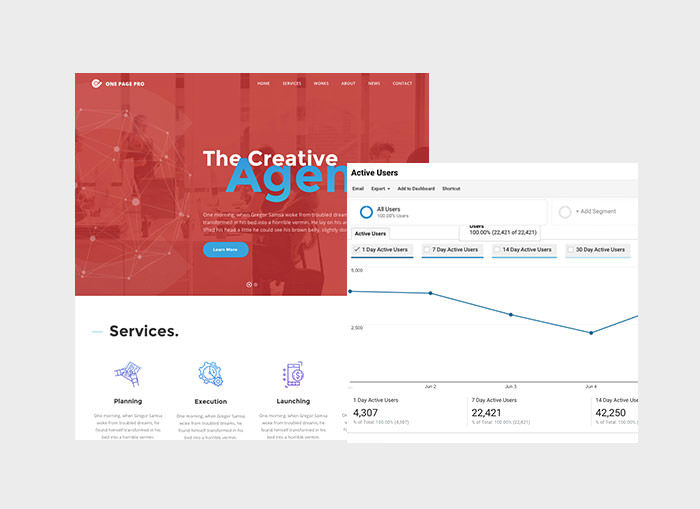 ONE PAGE PRO
HOME SERVICES WORKS ABOUT NEWS CONTACT
The Creative
Agen
One morning, when Gregor Samsa woke from troubled dream
transformed in his bed into a horrible vermin. He lay on his a
lifted his head a little he could see his brown belly, slightly do
Learn More
Services.
Planning
One morning, when Gregor Samsa
woke from troubled dreams, he
found himself transformed in his
bed into a horrible vermin.
Execution
One morning, when Gregor Samsa
woke from troubled dreams, he
found himself transformed in his
bed into a horrible vermin.
Launching
One morning, when Gregor Samsa
woke from troubled dreams, he
found himself transformed in his
bed into a horrible vermin.
Active Users
Email Export Add to Dashboard Shortcut
All Users
100.00% Users
+ Add Segment
Active Users
Users
100.00% (22,421 of 22,421)
1 Day Active Users 7 Day Active Users 14 Day Active Users 30 Day Active Users
5,000
2,500
Jun 2 Jun 3 Jun 4
1 Day Active Users
4,307
% of Total: 100.00% (4,307)
7 Day Active Users
22,421
% of Total: 100.00% (22,421)
14 Day Active Users
42,250
% of Total: 100.00%